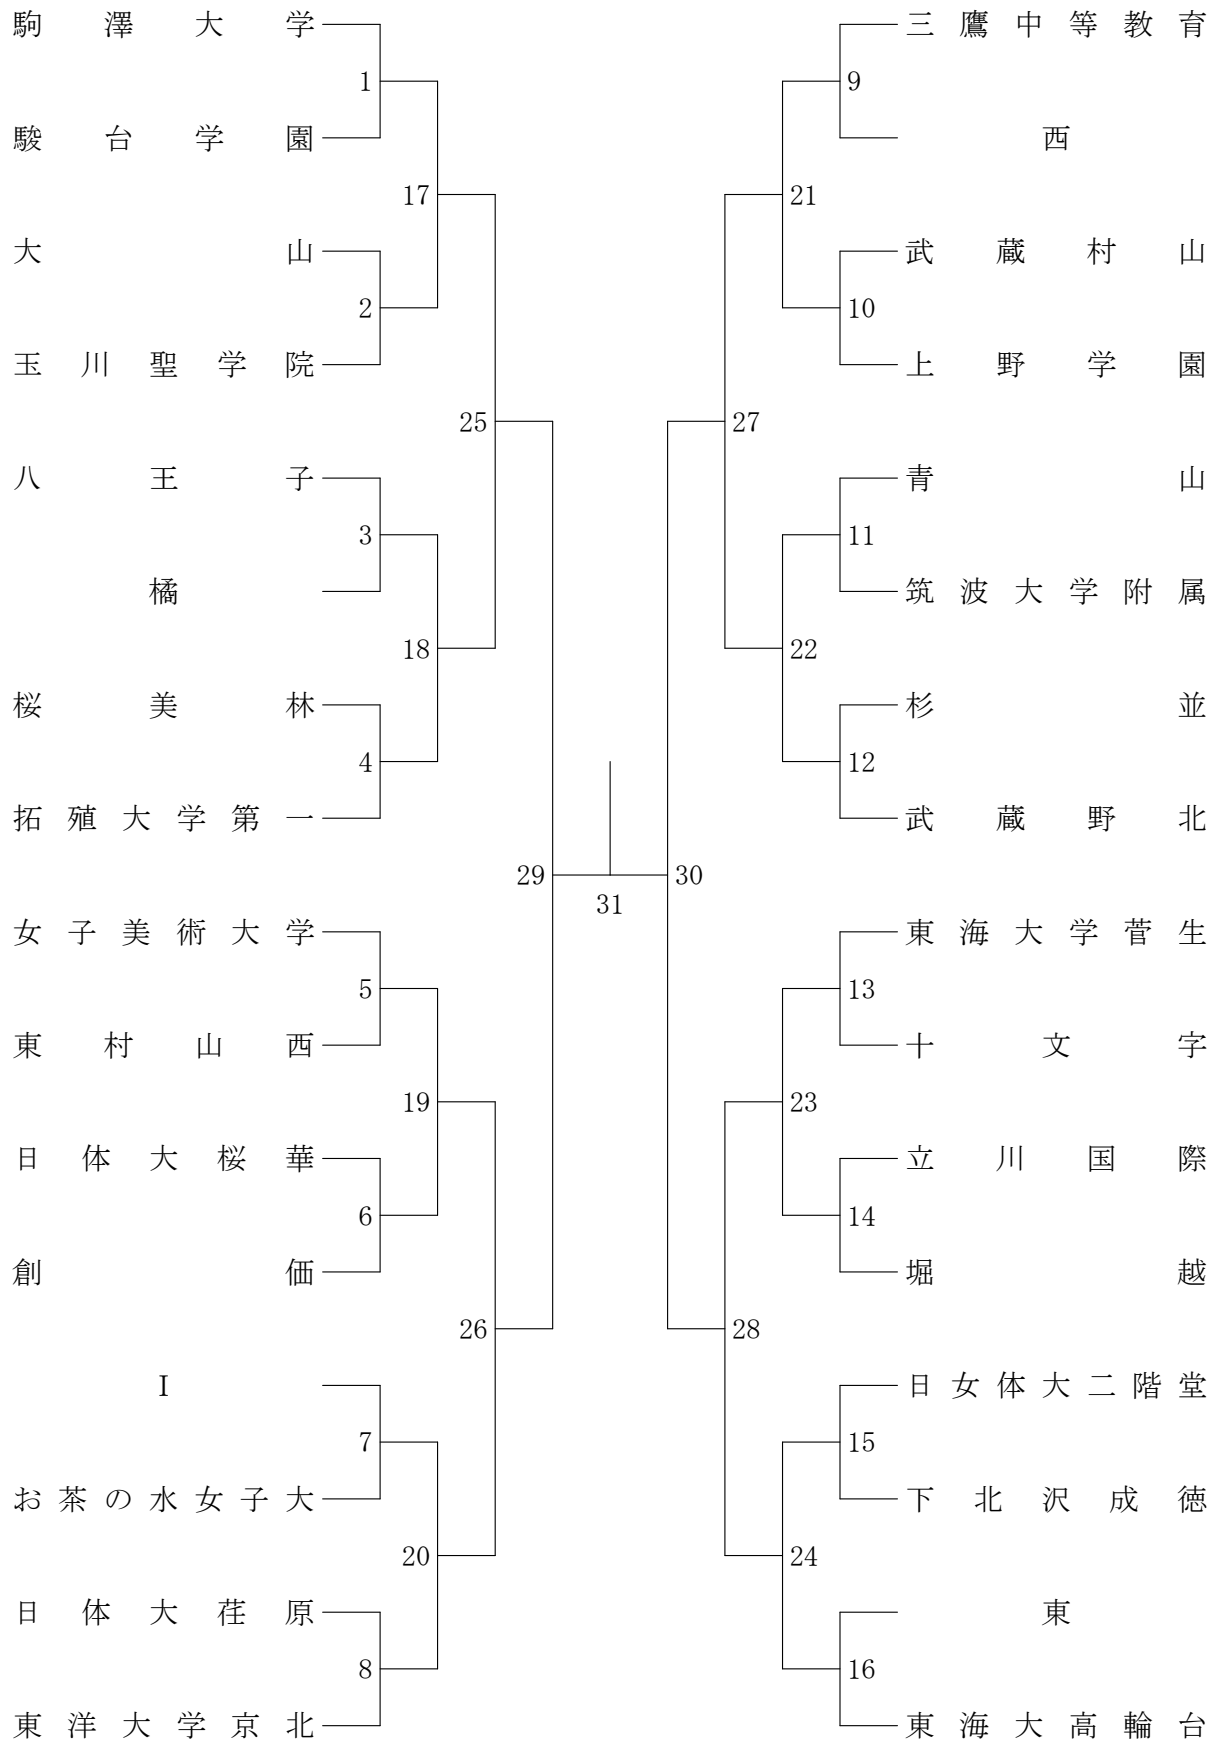 駒澤大学
1
駿台学園
17
大山
2
玉川聖学院
25
八王子
3
橘
18
桜美林
4
拓殖大学第一
29
女子美術大学
5
東村山西
19
日体大桜華
6
創価
26
I
7
お茶の水女子大
20
日体大荏原
8
東洋大学京北
31
三鷹中等教育
9
西
21
武蔵村山
10
上野学園
27
青山
11
筑波大学附属
22
杉並
12
武蔵野北
30
東海大学菅生
13
十文字
23
立川国際
14
堀越
28
日女体大二階堂
15
下北沢成徳
24
東
16
東海大高輪台